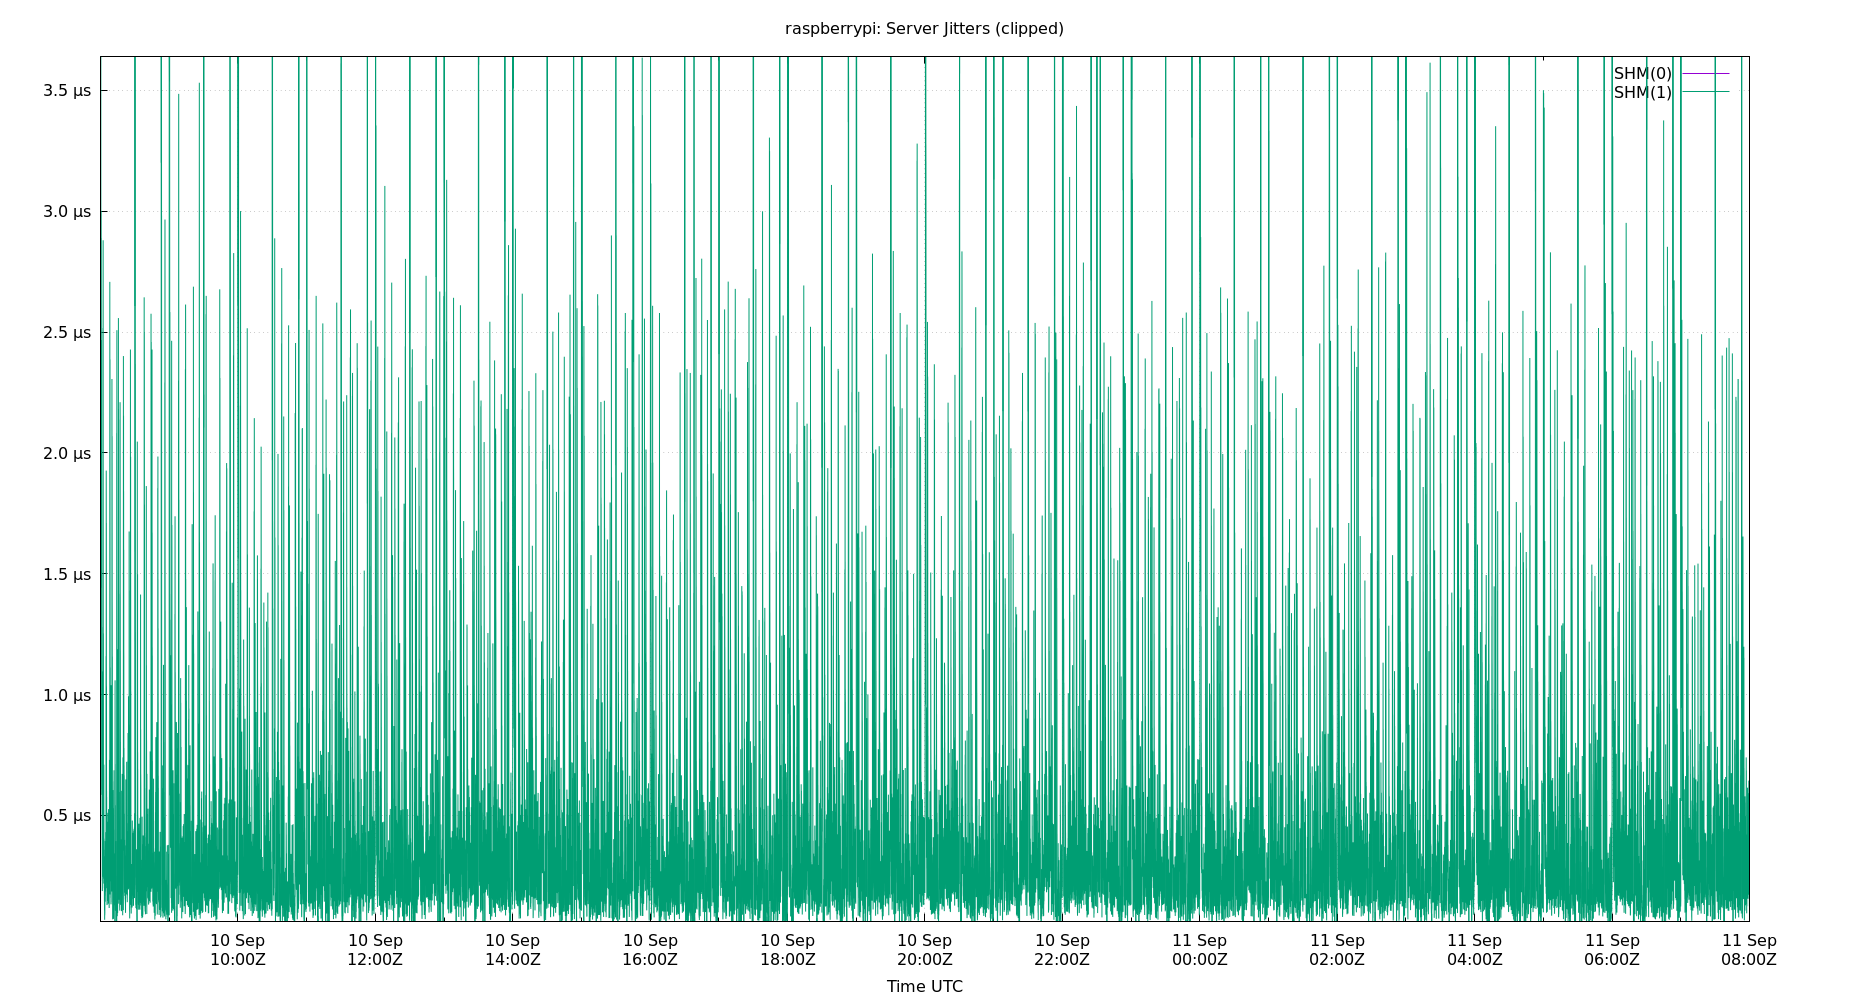 raspberrypi: Server Jitters (clipped)
SHM(0)
SHM(1)
3.5 µs
3.0 µs
2.5 µs
2.0 µs
1.5 µs
1.0 µs
0.5 µs
10 Sep 10 Sep 10 Sep 10 Sep 10 Sep 10 Sep 10 Sep 11 Sep 11 Sep 11 Sep 11 Sep 11 Sep
10:00Z 12:00Z 14:00Z 16:00Z 18:00Z 20:00Z 22:00Z 00:00Z 02:00Z 04:00Z 06:00Z 08:00Z
Time UTC